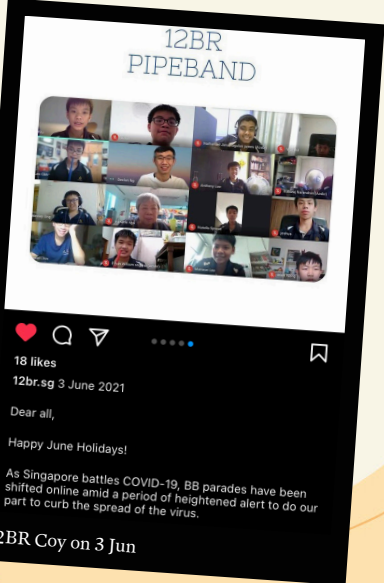 12BR
PIPEBAND
18 likes
12br.sg 3 June 2021
Dear all,
Happy June Holidays!
As Singapore battles COVID-19, BB parades have been
shifted online amid a period of heightened alert to do our
part to curb the spread of the virus.
2BR Coy on 3 Jun